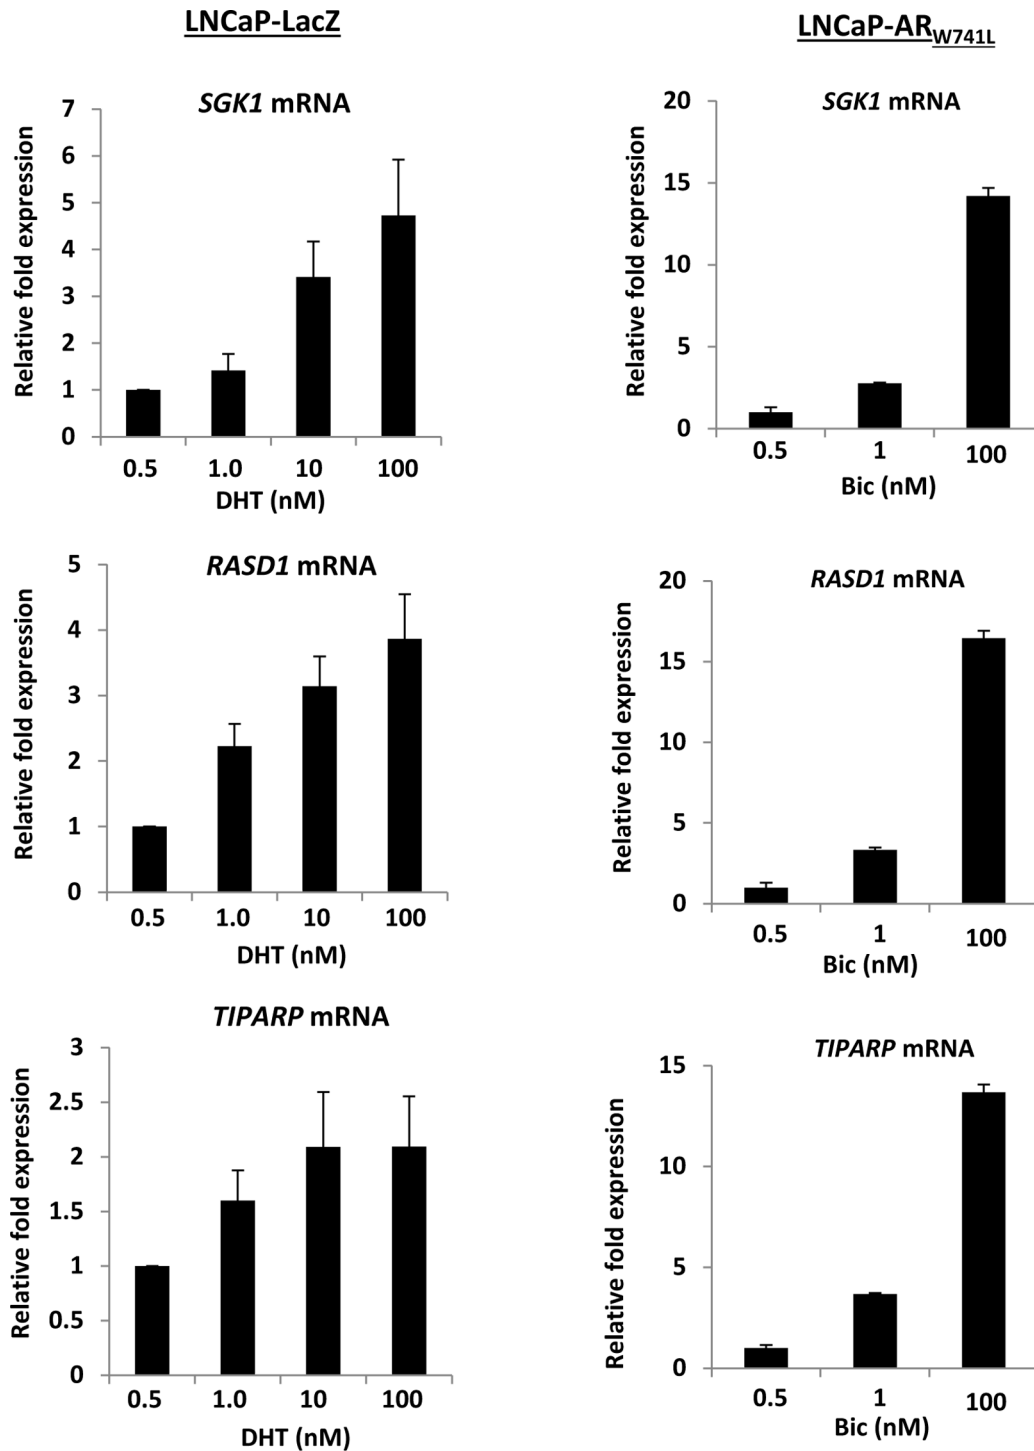 LNCaP-LacZ
SGK1 mRNA
Relative fold expression
7
6
5
4
3
2
1
0
0.5 1.0 10 100
DHT (nM)
RASD1 mRNA
Relative fold expression
5
4
3
2
1
0
0.5 1.0 10 100
DHT (nM)
TIPARP mRNA
Relative fold expression
3
2.5
2
1.5
1
0.5
0
0.5 1.0 10 100
DHT (nM)
LNCaP-ARW741L
SGK1 mRNA
Relative fold expression
20
15
10
5
0
0.5 1 100
Bic (nM)
RASD1 mRNA
Relative fold expression
20
15
10
5
0
0.5 1 100
Bic (nM)
TIPARP mRNA
Relative fold expression
15
10
5
0
0.5 1 100
Bic (nM)